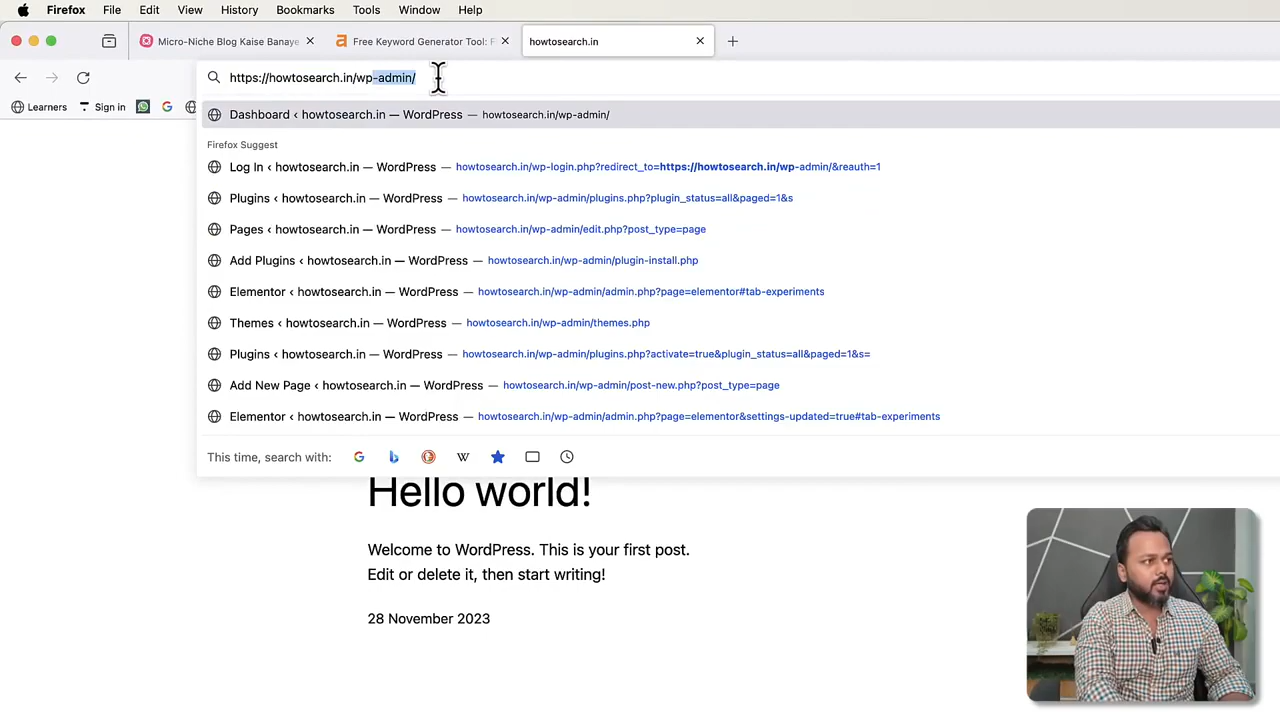 Firefox File Edit View History Bookmarks Tools Window Help
Micro-Niche Blog Kaise Banaye
Free Keyword Generator Tool: F
howtosearch.in
https://howtosearch.in/wp-admin/
Learners Sign in
Dashboard ‹ howtosearch.in — WordPress — howtosearch.in/wp-admin/
Firefox Suggest
Log In ‹ howtosearch.in — WordPress — howtosearch.in/wp-login.php?redirect_to=https://howtosearch.in/wp-admin/&reauth=1
Plugins ‹ howtosearch.in — WordPress — howtosearch.in/wp-admin/plugins.php?plugin_status=all&paged=1&s
Pages ‹ howtosearch.in — WordPress — howtosearch.in/wp-admin/edit.php?post_type=page
Add Plugins ‹ howtosearch.in — WordPress — howtosearch.in/wp-admin/plugin-install.php
Elementor ‹ howtosearch.in — WordPress — howtosearch.in/wp-admin/admin.php?page=elementor#tab-experiments
Themes ‹ howtosearch.in — WordPress — howtosearch.in/wp-admin/themes.php
Plugins ‹ howtosearch.in — WordPress — howtosearch.in/wp-admin/plugins.php?activate=true&plugin_status=all&paged=1&s=
Add New Page ‹ howtosearch.in — WordPress — howtosearch.in/wp-admin/post-new.php?post_type=page
Elementor ‹ howtosearch.in — WordPress — howtosearch.in/wp-admin/admin.php?page=elementor&settings-updated=true#tab-experiments
This time, search with:
Hello world!
Welcome to WordPress. This is your first post.
Edit or delete it, then start writing!
28 November 2023